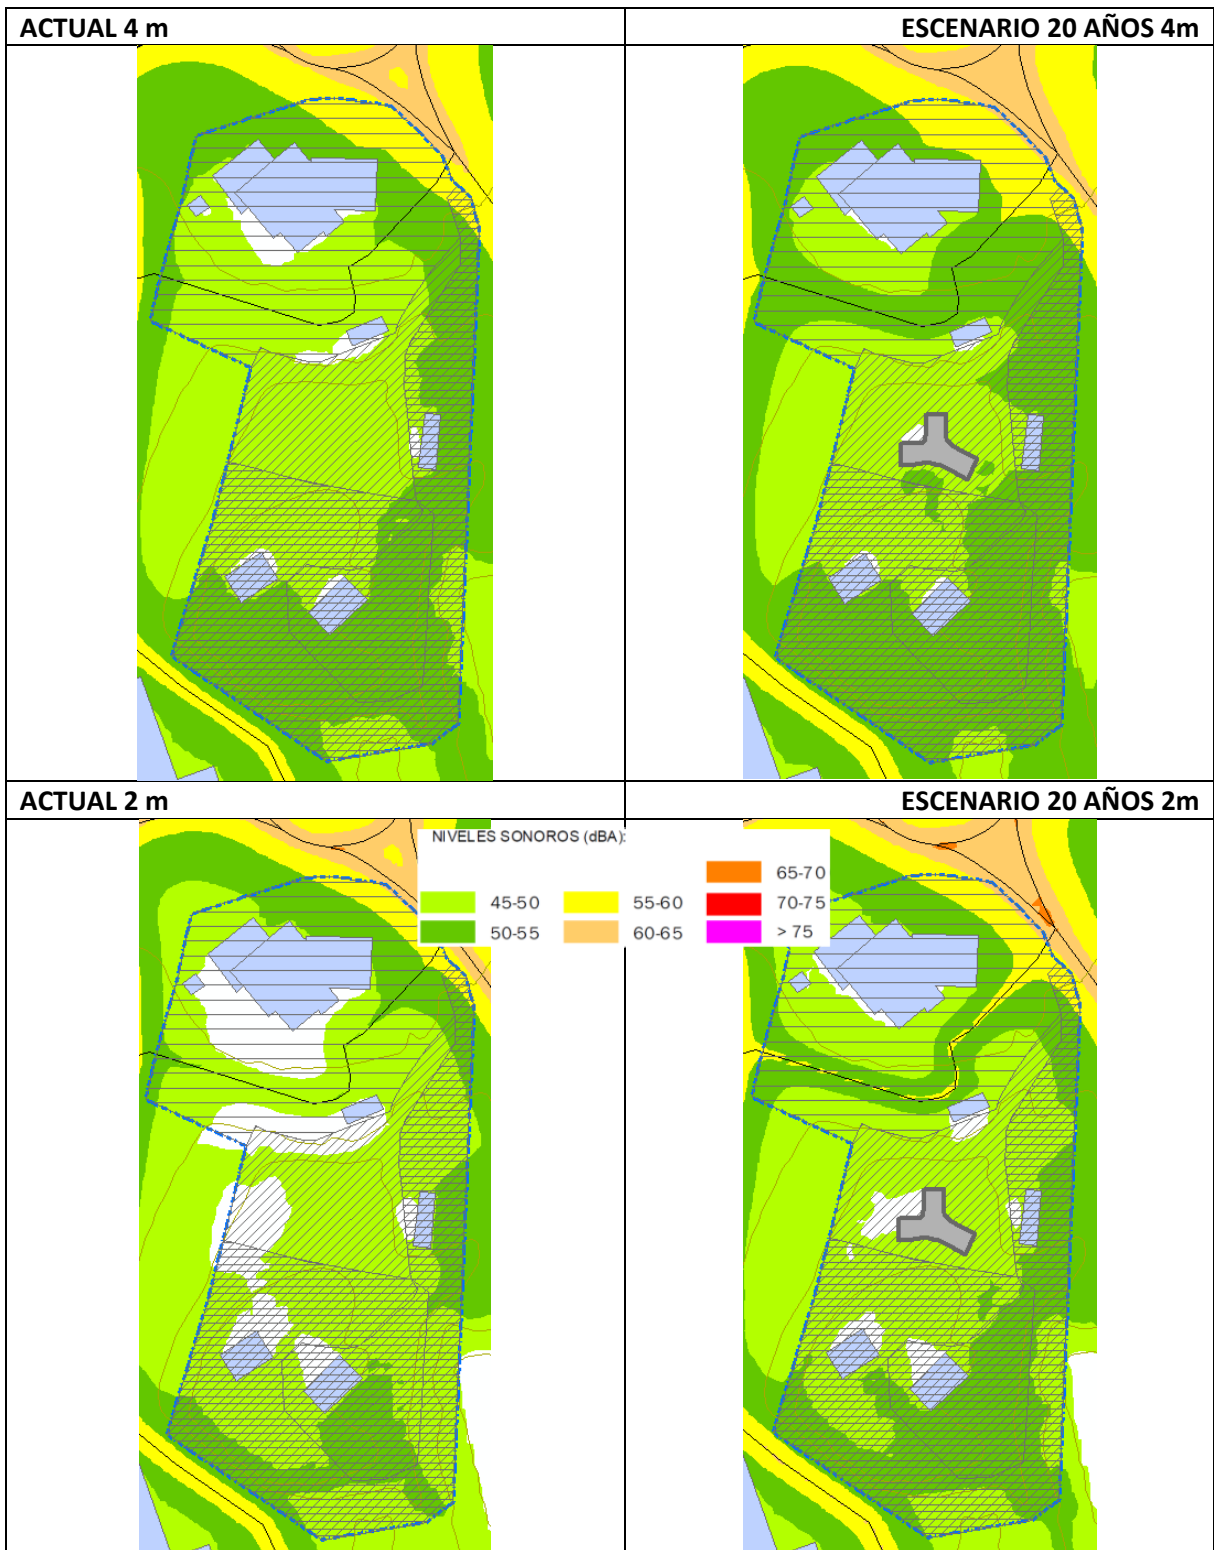 ACTUAL 4 m
ESCENARIO 20 AÑOS 4m
ACTUAL 2 m
ESCENARIO 20 AÑOS 2m
NIVELES SONOROS (dBA):
65-70
45-50 55-60 70-75
50-55 60-65 > 75